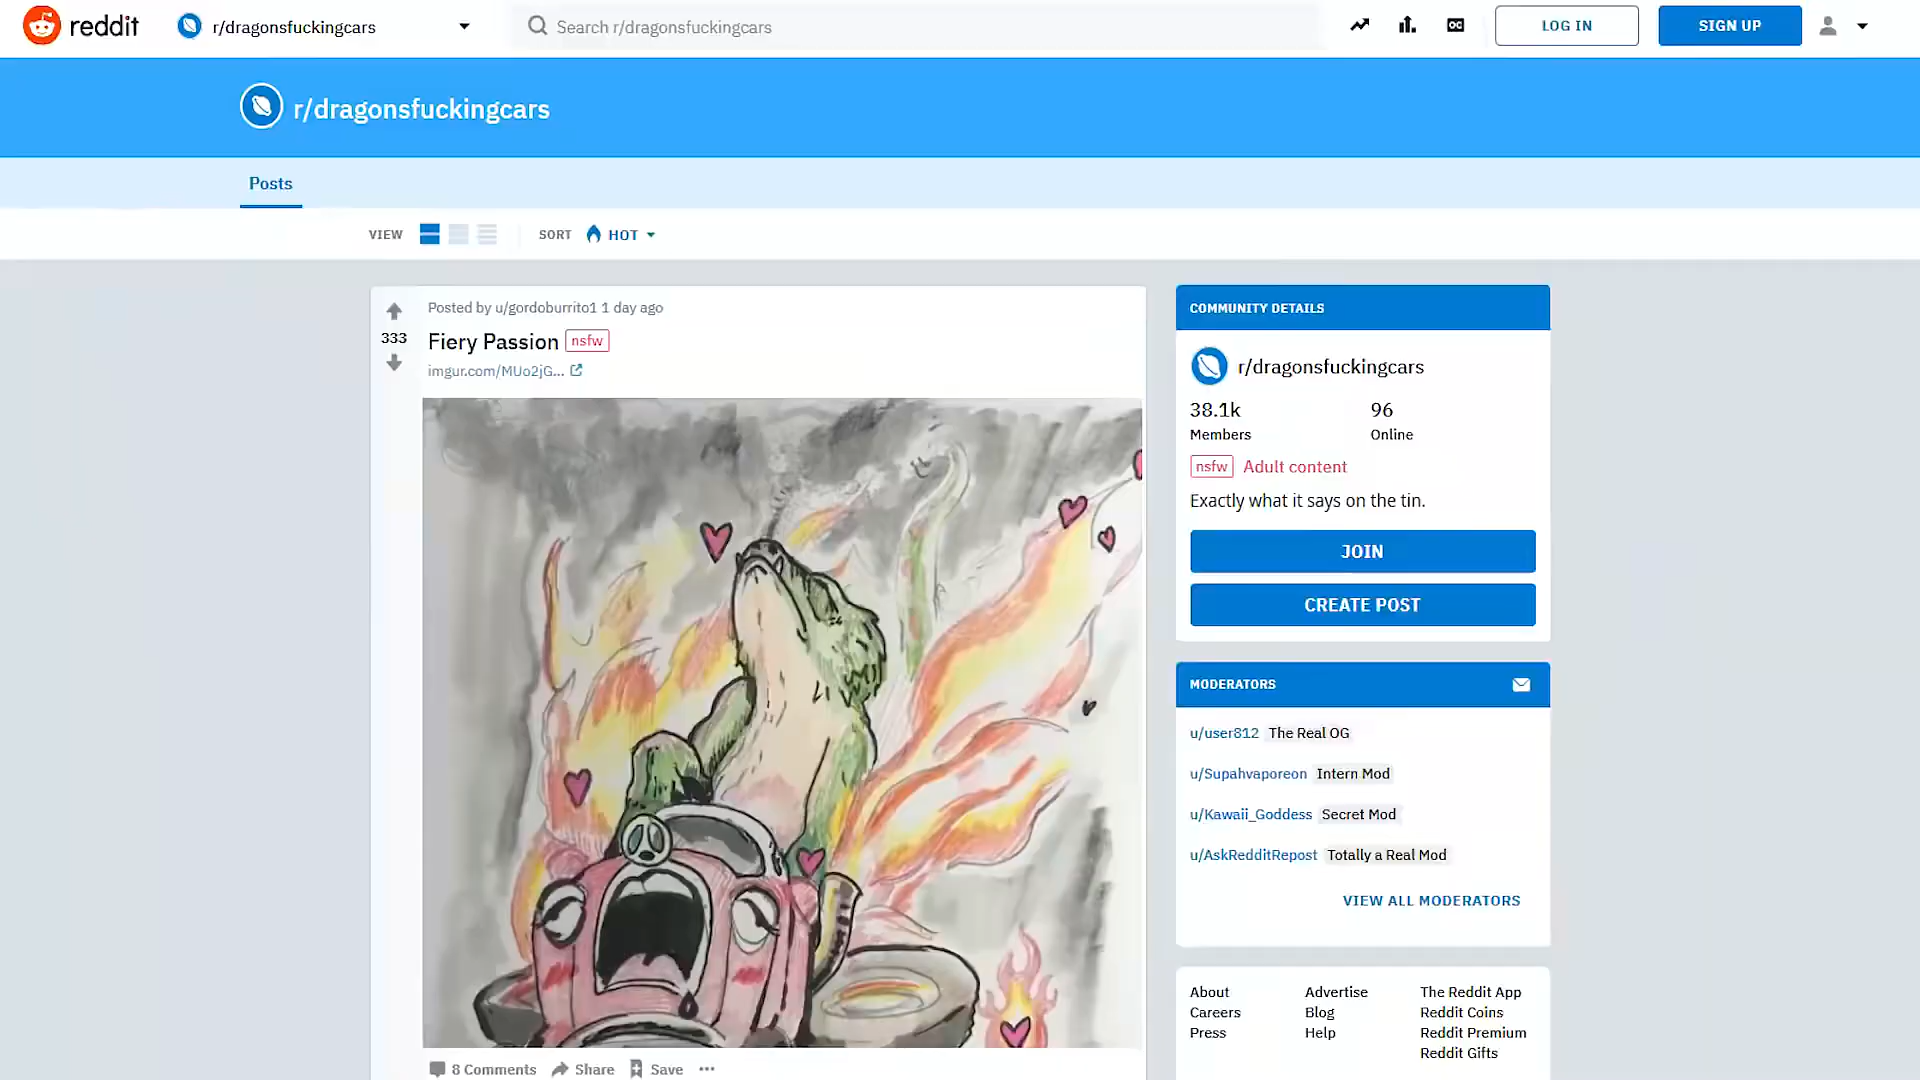 reddit
r/dragonsfuckingcars
Search r/dragonsfuckingcars
LOG IN
SIGN UP
r/dragonsfuckingcars
Posts
VIEW
SORT
HOT
Posted by u/gordoburrito1 1 day ago
333
Fiery Passion nsfw
imgur.com/MUo2jG...
8 Comments
Share
Save
COMMUNITY DETAILS
r/dragonsfuckingcars
38.1k 96
Members Online
nsfw Adult content
Exactly what it says on the tin.
JOIN
CREATE POST
MODERATORS
u/user812 The Real OG
u/Supahvaporeon Intern Mod
u/Kawaii_Goddess Secret Mod
u/AskRedditRepost Totally a Real Mod
VIEW ALL MODERATORS
About Advertise The Reddit App
Careers Blog Reddit Coins
Press Help Reddit Premium
Reddit Gifts